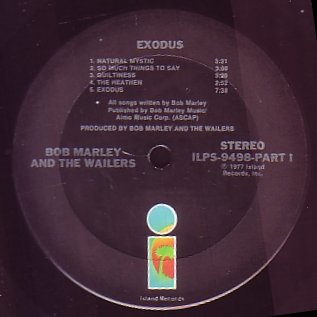 EXODUS
1. NATURAL MYSTIC 3:31
2. SO MUCH THINGS TO SAY 3:08
3. GUILTINESS 3:20
4. THE HEATHEN 2:32
5. EXODUS 7:38
All songs written by Bob Marley
Published by Bob Marley Music/
Almo Music Corp. (ASCAP)
PRODUCED BY BOB MARLEY AND THE WAILERS
BOB MARLEY
AND THE WAILERS
STEREO
ILPS-9498-PART I
℗ 1977 Island
Records, Inc.
i
Island Records